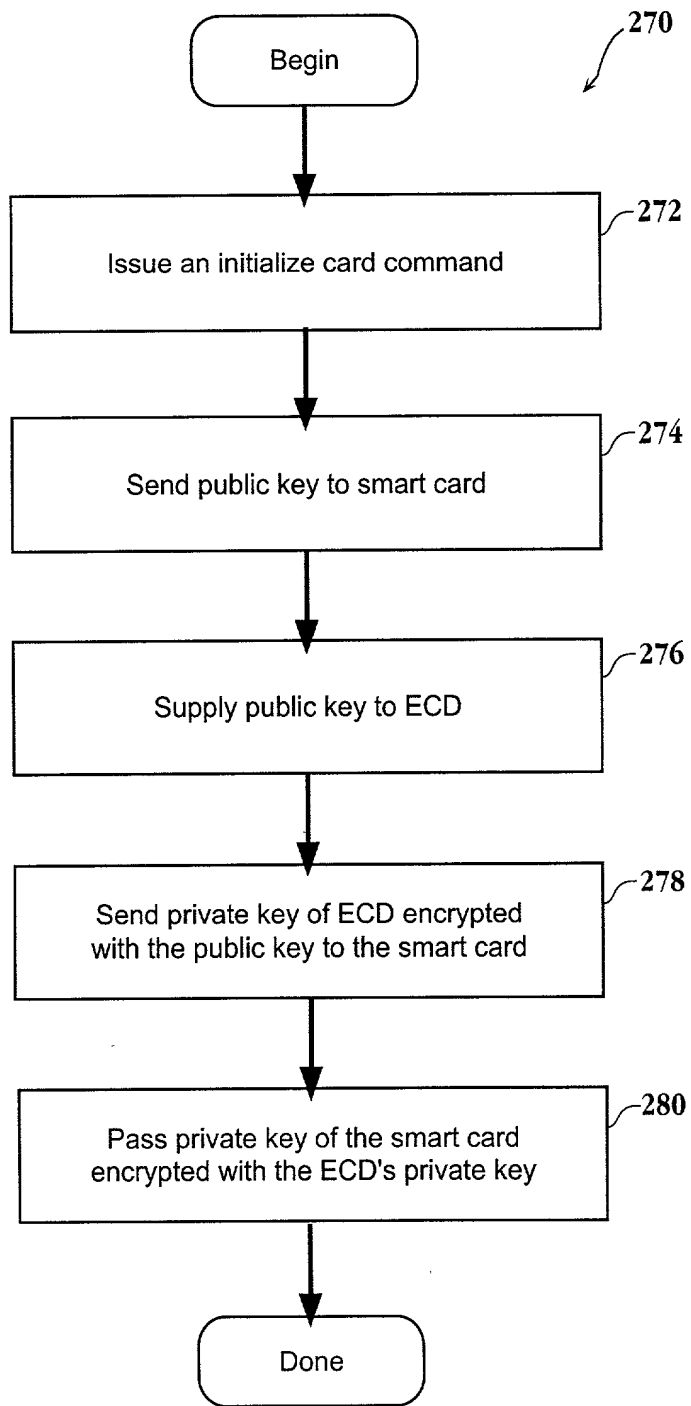 270
Begin
272
Issue an initialize card command
274
Send public key to smart card
276
Supply public key to ECD
278
Send private key of ECD encrypted
with the public key to the smart card
280
Pass private key of the smart card
encrypted with the ECD's private key
Done